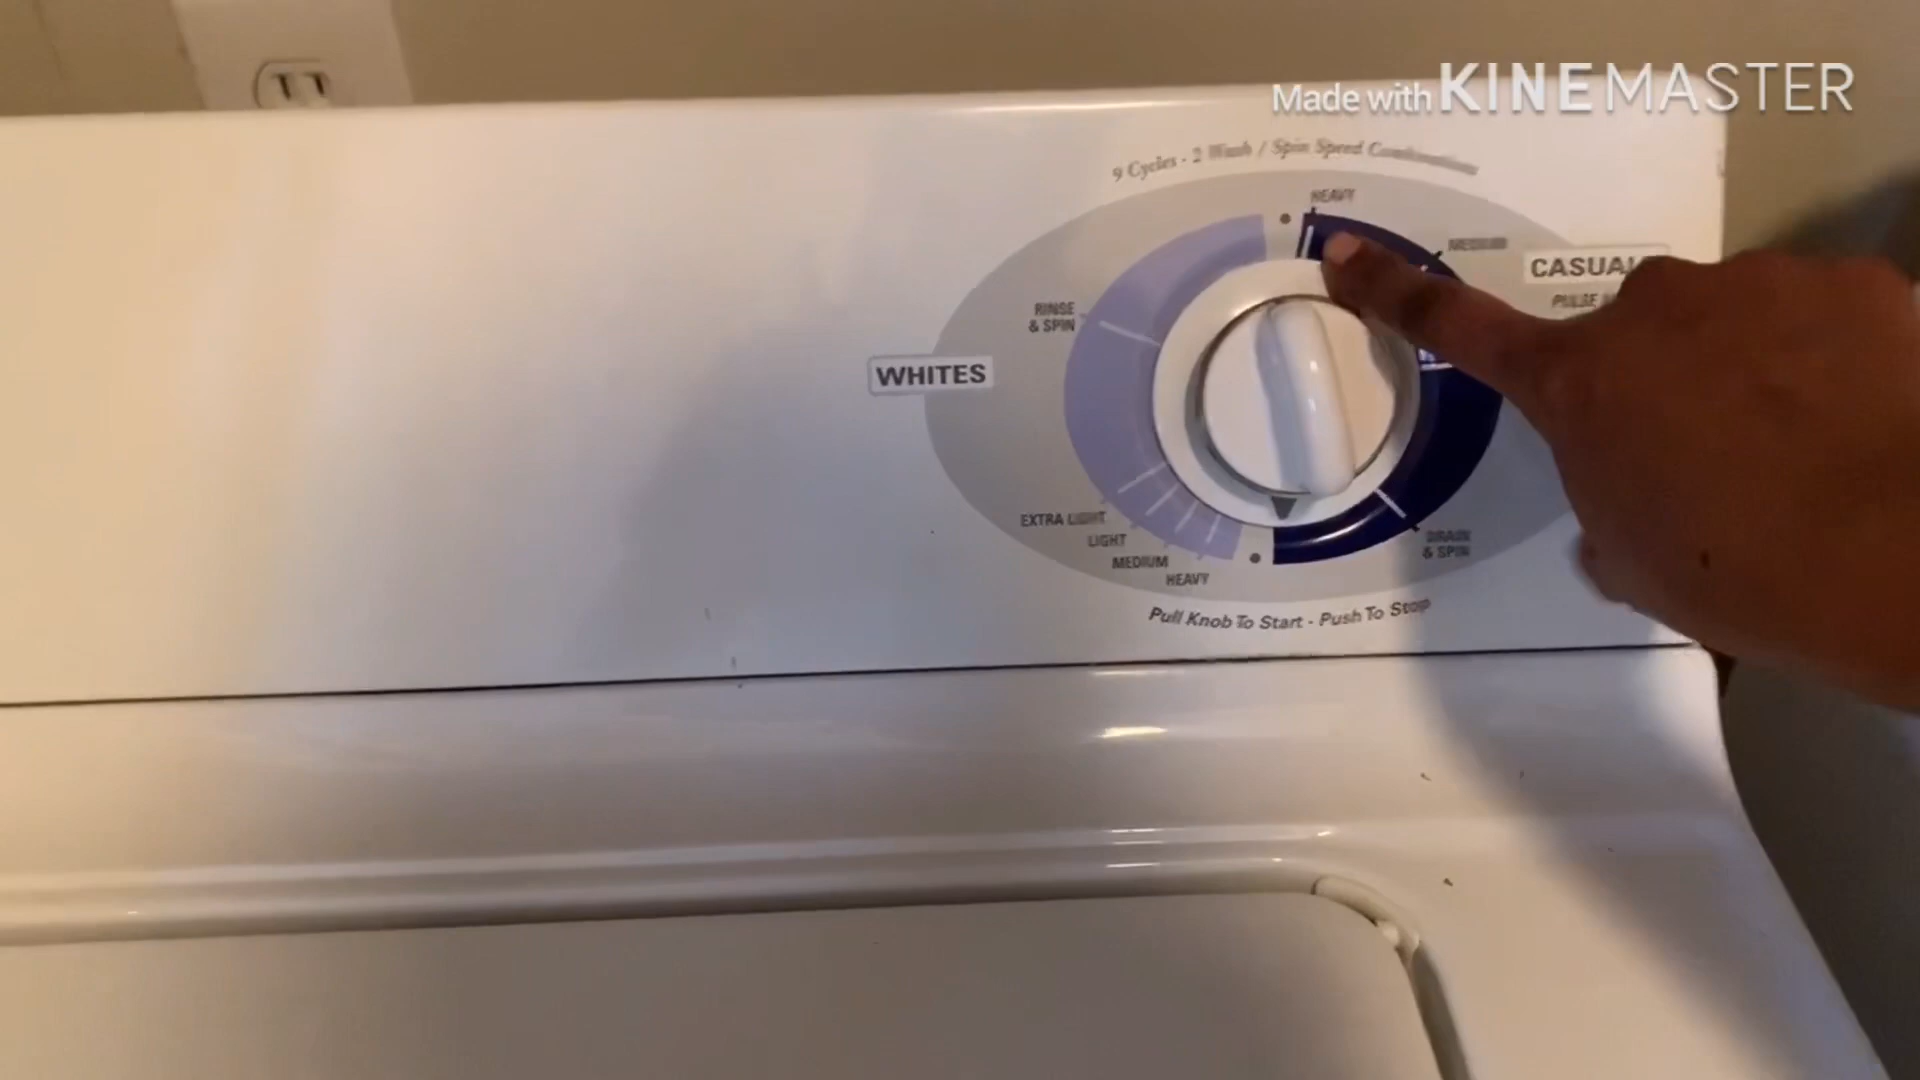 Made with KINEMASTER
9 Cycles - 2 Wash / Spin Speed Combinations
HEAVY
MEDIUM
CASUAL
PULSE
RINSE
& SPIN
WHITES
EXTRA LIGHT
LIGHT
MEDIUM
HEAVY
DRAIN
& SPIN
Pull Knob To Start - Push To Stop